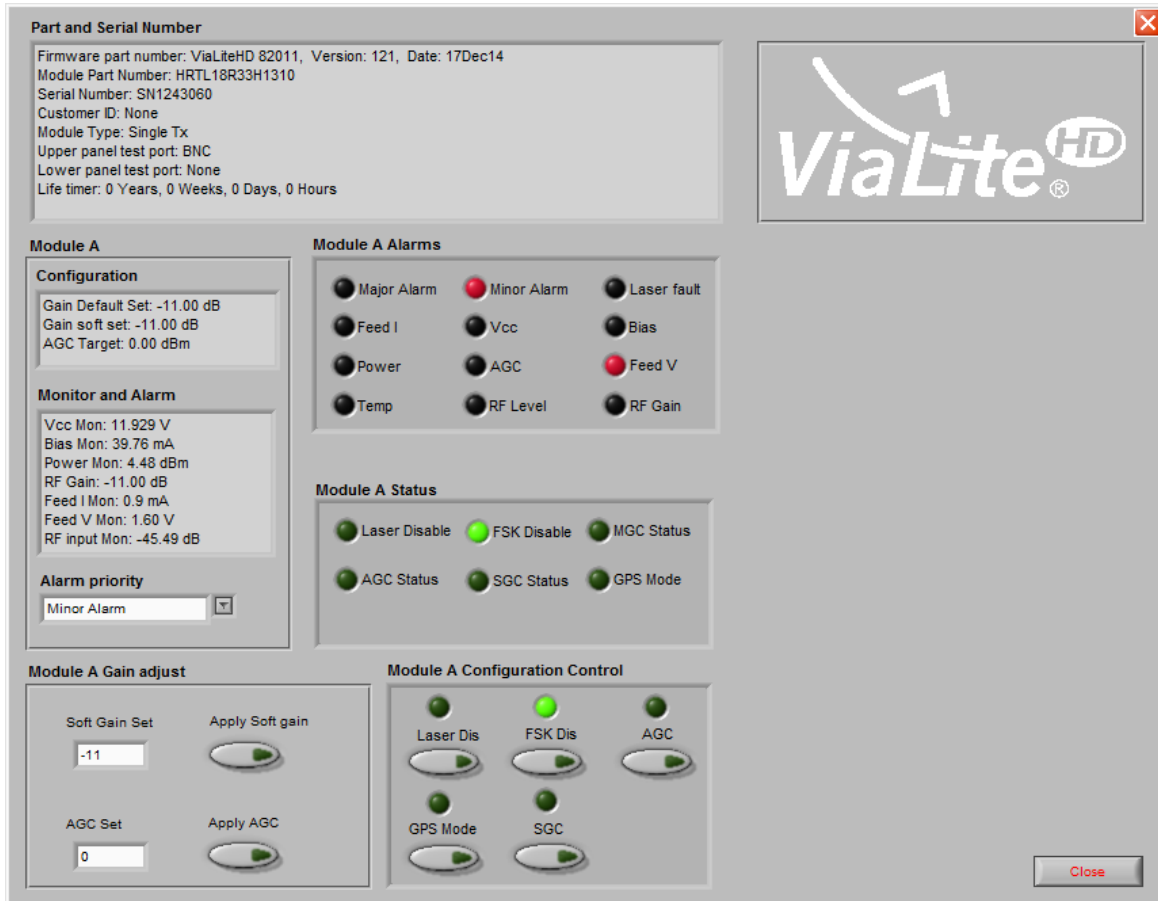 Part and Serial Number
Firmware part number: ViaLiteHD 82011, Version: 121, Date: 17Dec14
Module Part Number: HRTL18R33H1310
Serial Number: SN1243060
Customer ID: None
Module Type: Single Tx
Upper panel test port: BNC
Lower panel test port: None
Life timer: 0 Years, 0 Weeks, 0 Days, 0 Hours
ViaLite HD ®
Module A
Configuration
Gain Default Set: -11.00 dB
Gain soft set: -11.00 dB
AGC Target: 0.00 dBm
Monitor and Alarm
Vcc Mon: 11.929 V
Bias Mon: 39.76 mA
Power Mon: 4.48 dBm
RF Gain: -11.00 dB
Feed I Mon: 0.9 mA
Feed V Mon: 1.60 V
RF input Mon: -45.49 dB
Alarm priority
Minor Alarm
Module A Alarms
Major Alarm Minor Alarm Laser fault
Feed I Vcc Bias
Power AGC Feed V
Temp RF Level RF Gain
Module A Status
Laser Disable FSK Disable MGC Status
AGC Status SGC Status GPS Mode
Module A Gain adjust
Soft Gain Set Apply Soft gain
-11
AGC Set Apply AGC
0
Module A Configuration Control
Laser Dis FSK Dis AGC
GPS Mode SGC
Close